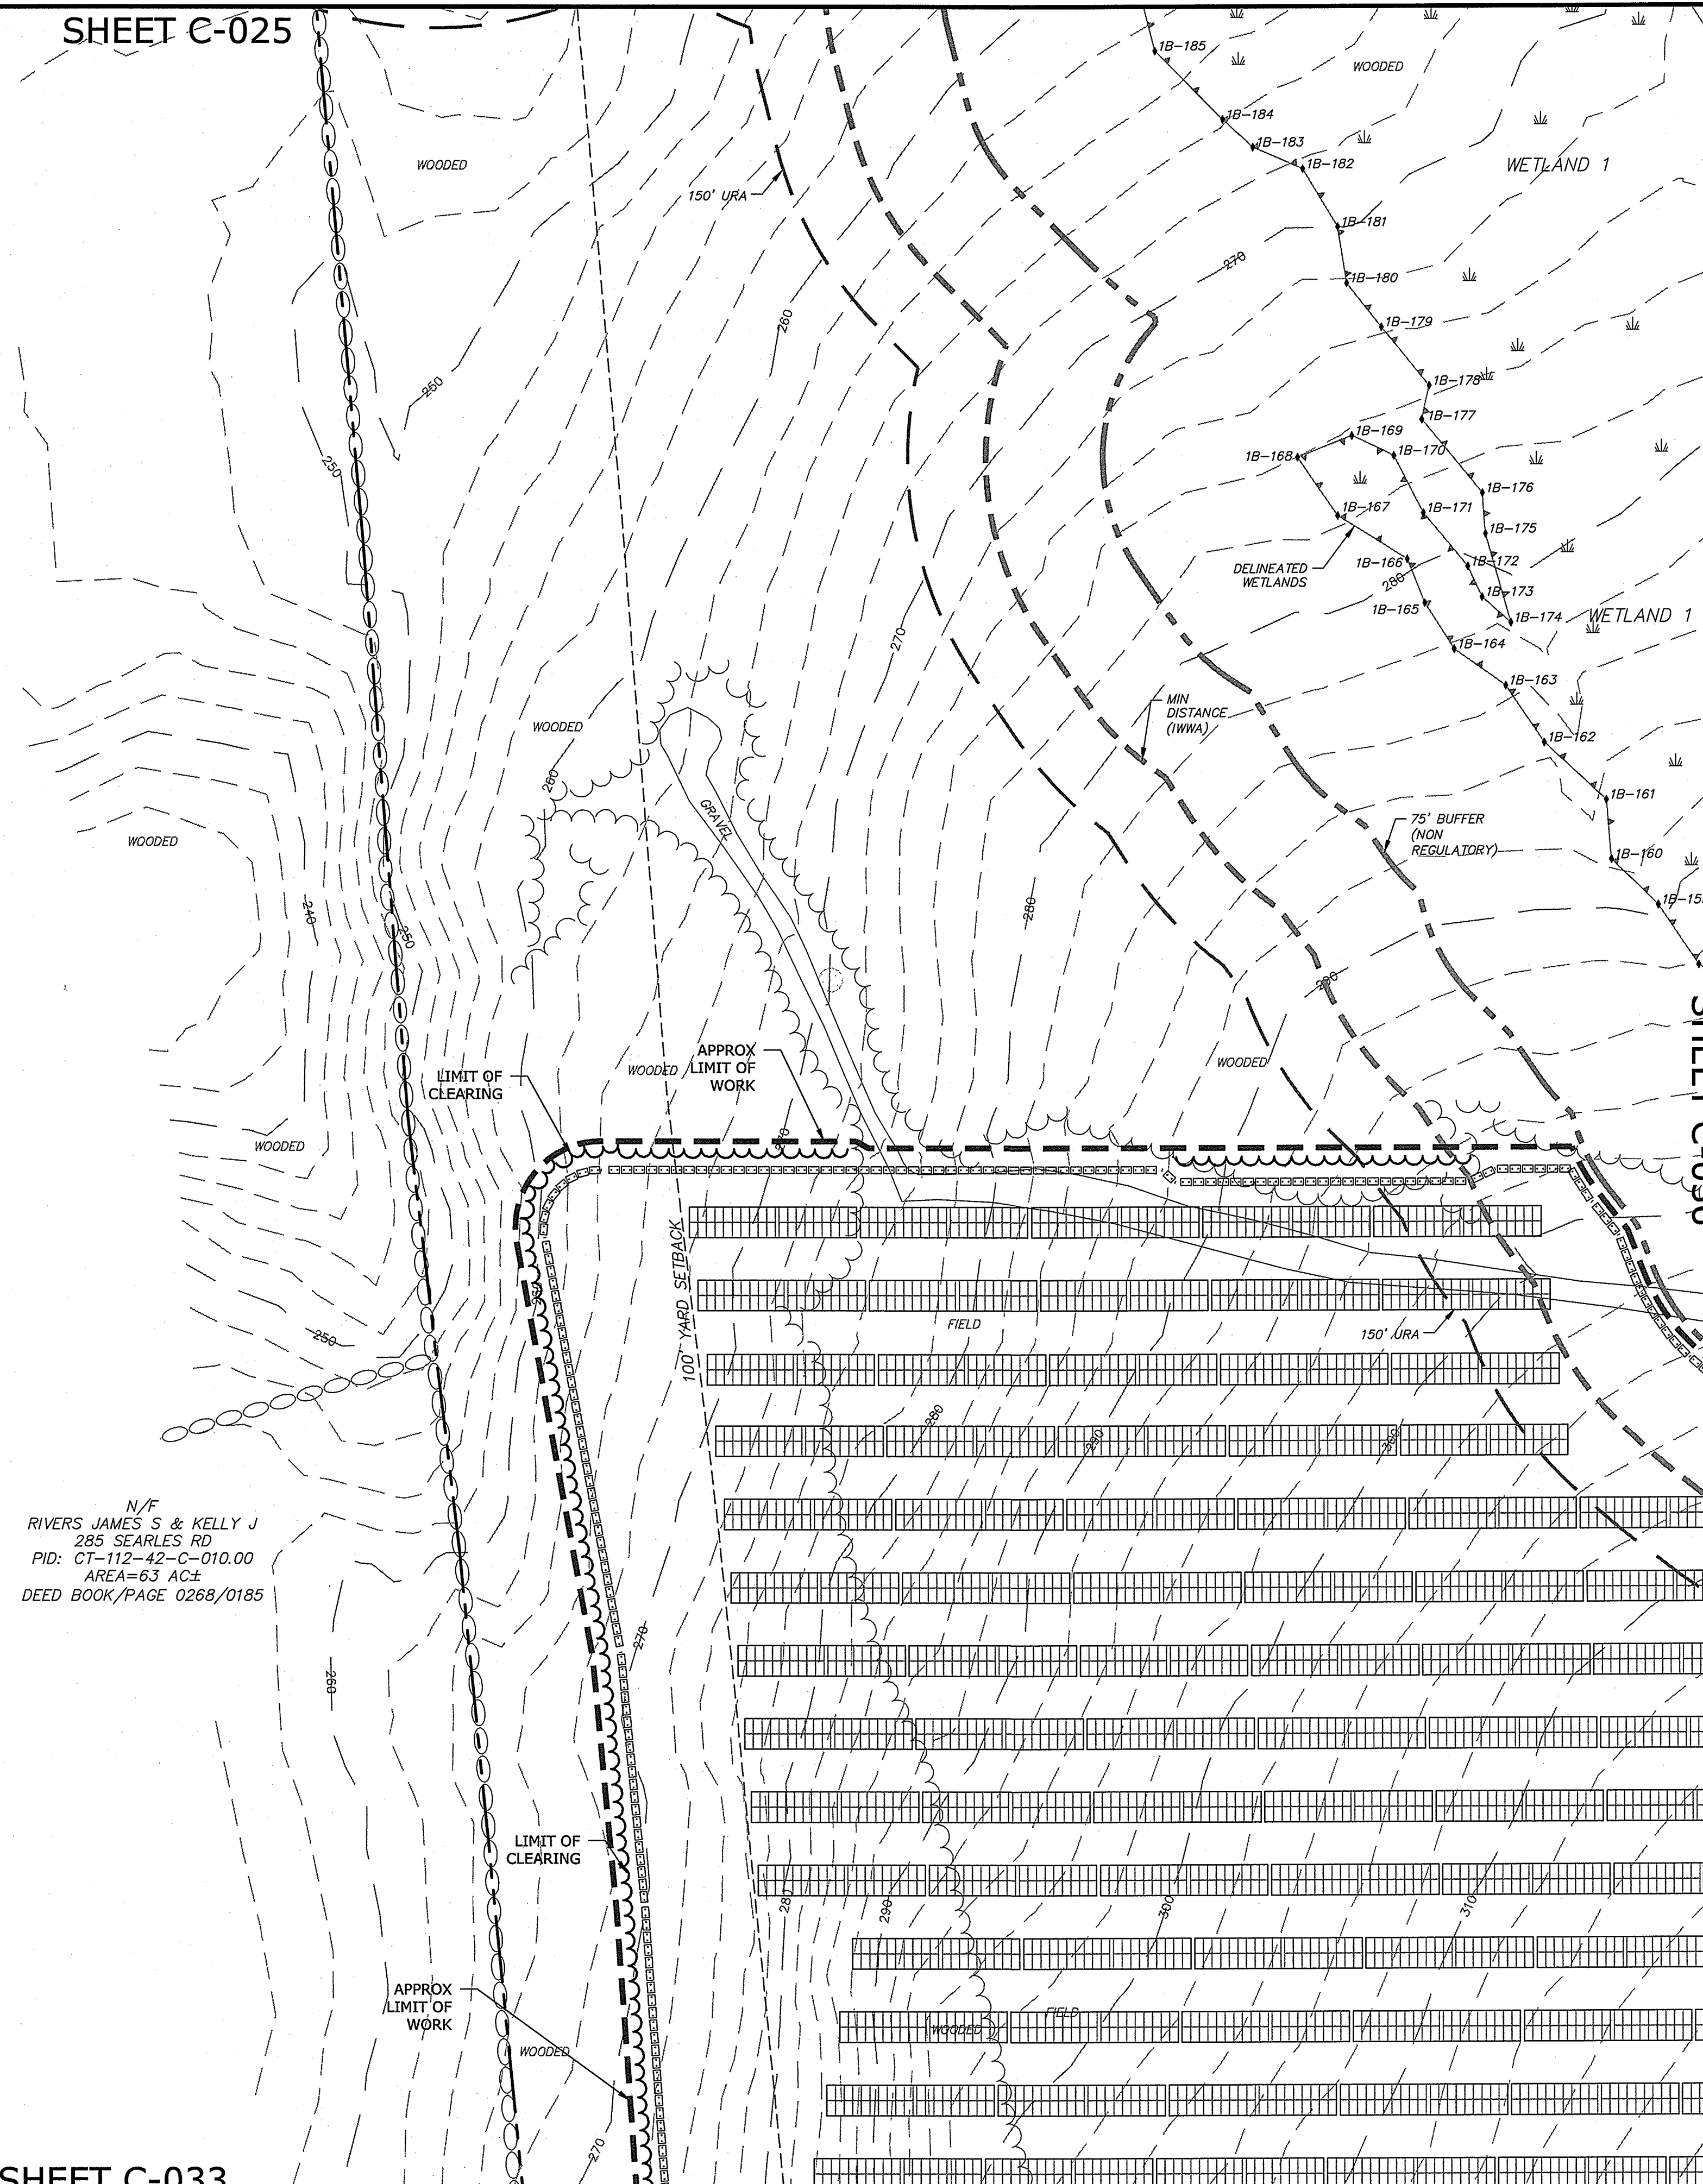 SHEET C-025
1B-185
WOODED
1B-184
1B-183
1B-182
WETLAND 1
WOODED
150' URA
1B-181
270
1B-180
260
1B-179
1B-178
250
1B-177
1B-169
1B-170
1B-168
250
1B-176
1B-167
1B-171
1B-175
1B-172
1B-166
DELINEATED
WETLANDS
280
1B-173
1B-165
1B-174
WETLAND 1
270
1B-164
1B-163
MIN
DISTANCE
(IWWA)
WOODED
1B-162
260
1B-161
GRAVEL
75' BUFFER
(NON
REGULATORY)
WOODED
1B-160
240
280
250
290
APPROX
LIMIT OF
WORK
WOODED
WOODED
LIMIT OF
CLEARING
WOODED
100' YARD SETBACK
250
FIELD
150' URA
280
290
300
N/F
RIVERS JAMES S & KELLY J
285 SEARLES RD
PID: CT-112-42-C-010.00
AREA=63 AC±
DEED BOOK/PAGE 0268/0185
270
260
LIMIT OF
CLEARING
280
290
300
310
APPROX
LIMIT OF
WORK
FIELD
WOODED
WOODED
270
SHEET C-033